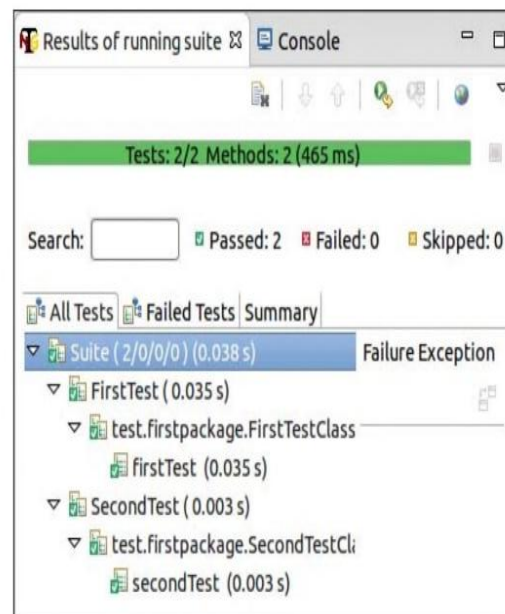 Results of running suite Console
Tests: 2/2 Methods: 2 (465 ms)
Search: Passed: 2 Failed: 0 Skipped: 0
All Tests Failed Tests Summary
Suite ( 2/0/0/0 ) (0.038 s) Failure Exception
FirstTest ( 0.035 s)
test.firstpackage.FirstTestClass
firstTest (0.035 s)
SecondTest ( 0.003 s)
test.firstpackage.SecondTestCl
secondTest (0.003 s)